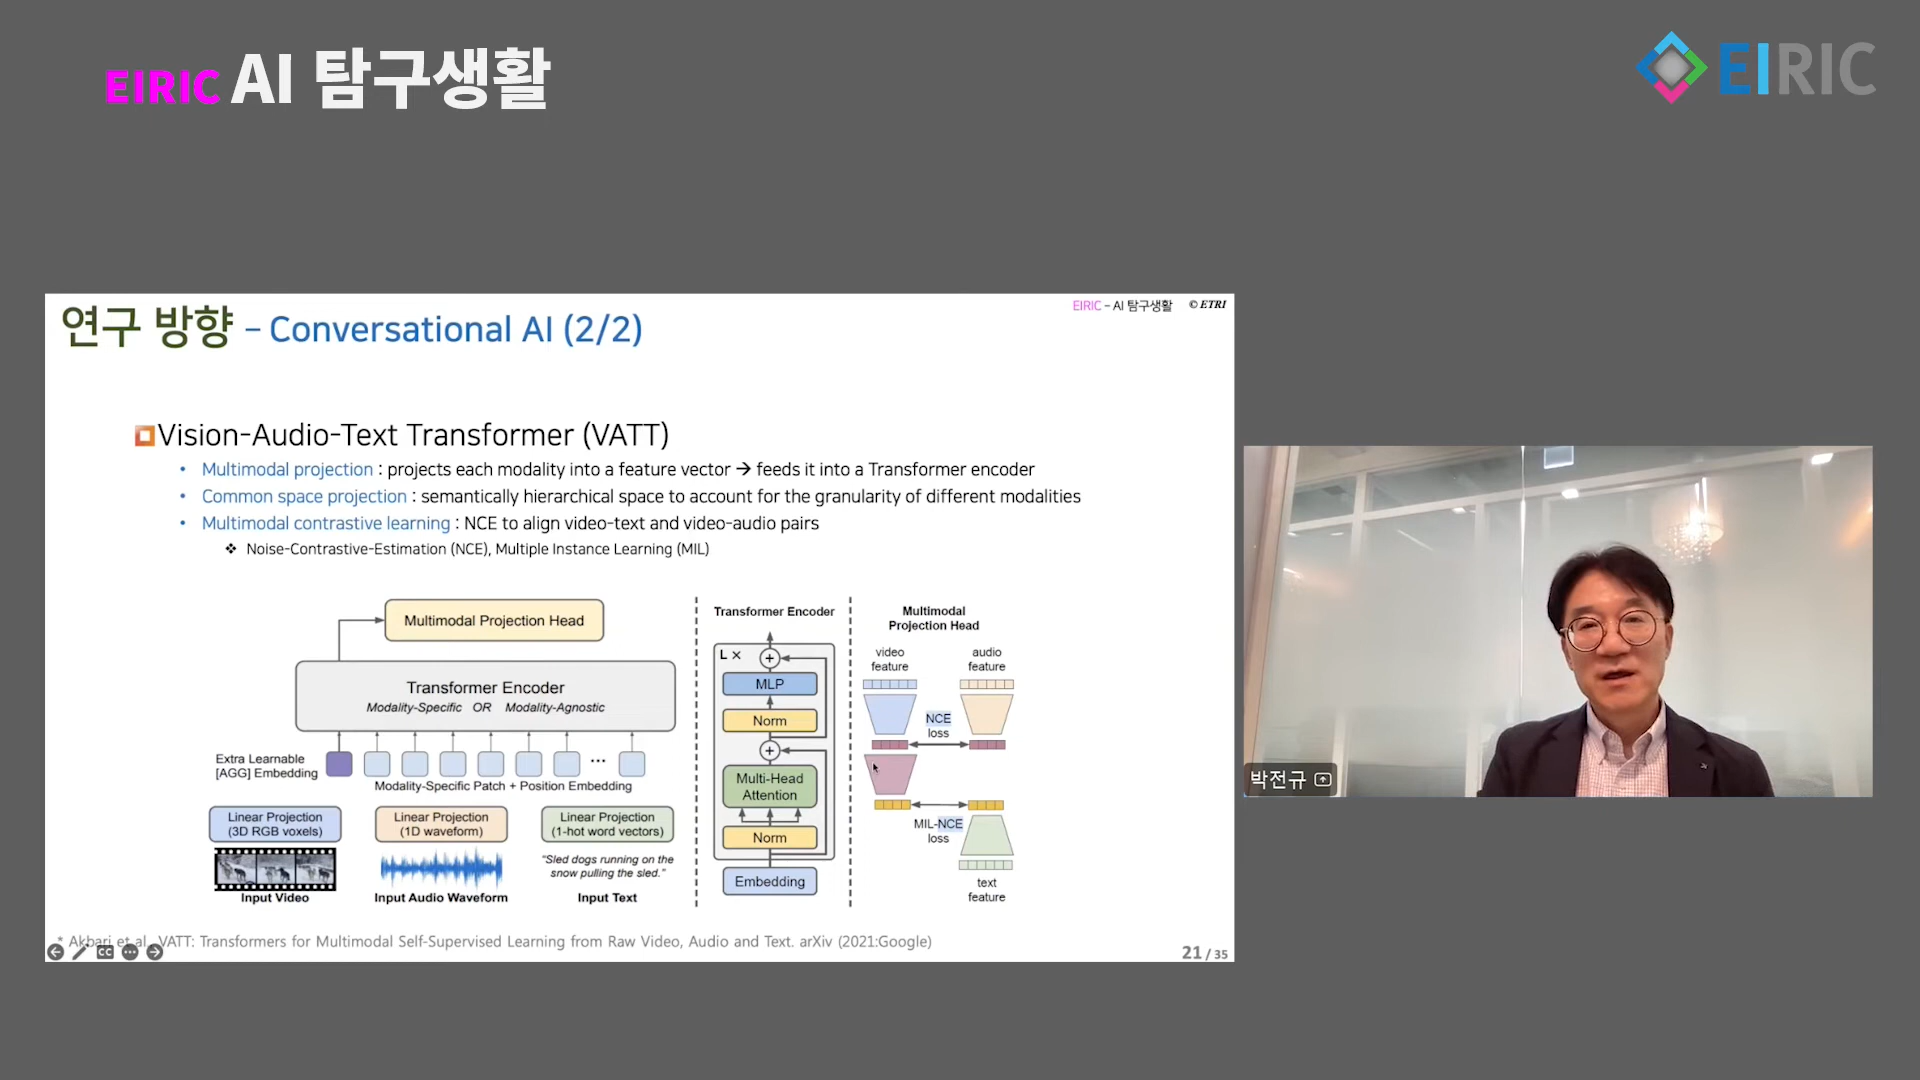 EIRIC AI 탐구생활
EIRIC
연구 방향 – Conversational AI (2/2)
EIRIC – AI 탐구생활 © ETRI
Vision-Audio-Text Transformer (VATT)
• Multimodal projection : projects each modality into a feature vector → feeds it into a Transformer encoder
• Common space projection : semantically hierarchical space to account for the granularity of different modalities
• Multimodal contrastive learning : NCE to align video-text and video-audio pairs
❖ Noise-Contrastive-Estimation (NCE), Multiple Instance Learning (MIL)
Multimodal Projection Head
Transformer Encoder
Modality-Specific OR Modality-Agnostic
Extra Learnable
[AGG] Embedding
...
Modality-Specific Patch + Position Embedding
Linear Projection
(3D RGB voxels)
Linear Projection
(1D waveform)
Linear Projection
(1-hot word vectors)
"Sled dogs running on the
snow pulling the sled."
Input Video
Input Audio Waveform
Input Text
Transformer Encoder
L ×
+
MLP
Norm
+
Multi-Head
Attention
Norm
Embedding
Multimodal
Projection Head
video
feature
audio
feature
NCE
loss
MIL-NCE
loss
text
feature
* Akbari et al., VATT: Transformers for Multimodal Self-Supervised Learning from Raw Video, Audio and Text. arXiv (2021:Google)
CC
21 / 35
박전규